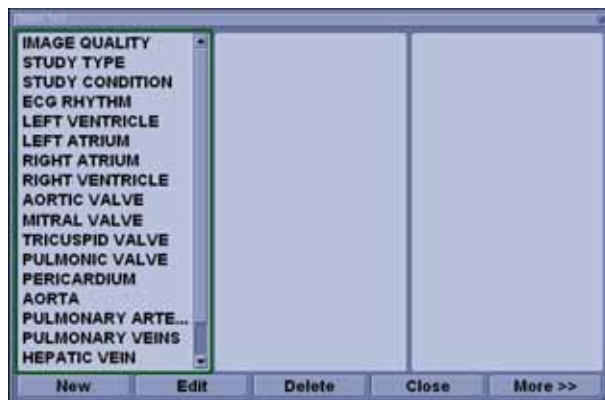 IMAGE QUALITY
STUDY TYPE
STUDY CONDITION
ECG RHYTHM
LEFT VENTRICLE
LEFT ATRIUM
RIGHT ATRIUM
RIGHT VENTRICLE
AORTIC VALVE
MITRAL VALVE
TRICUSPID VALVE
PULMONIC VALVE
PERICARDIUM
AORTA
PULMONARY ARTE...
PULMONARY VEINS
HEPATIC VEIN
New Edit Delete Close More >>